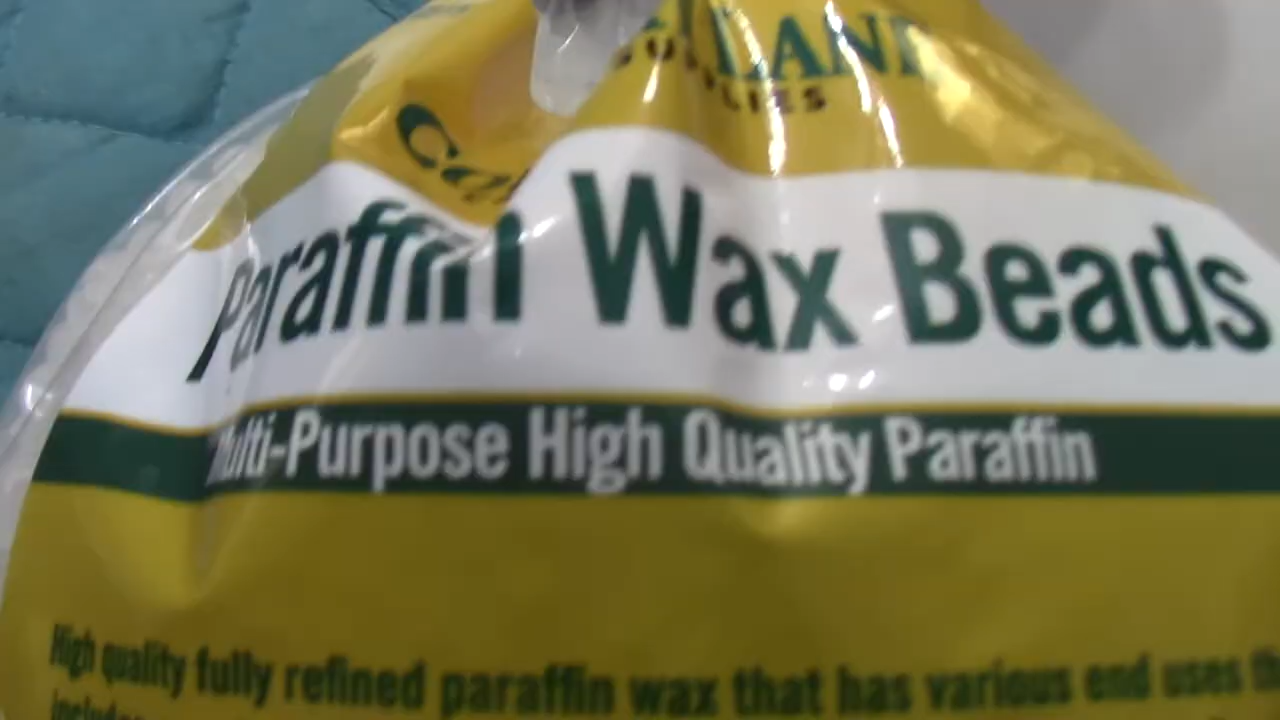 LAND
SUPPLIES
Paraffin Wax Beads
Multi-Purpose High Quality Paraffin
High quality fully refined paraffin wax that has various end uses